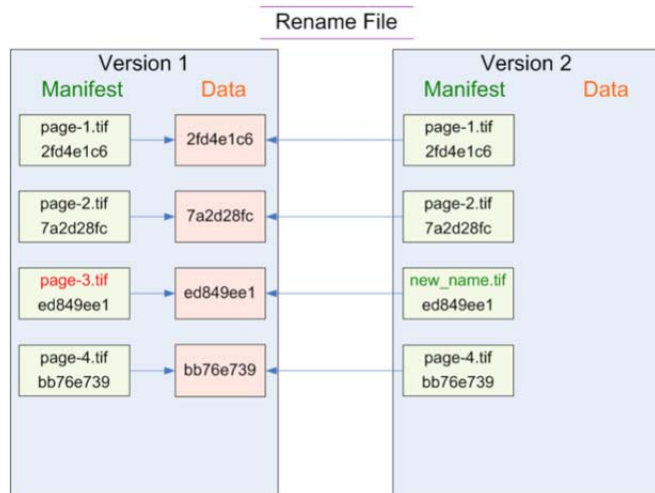 Rename File
Version 1
Manifest
Data
page-1.tif
2fd4e1c6
2fd4e1c6
page-2.tif
7a2d28fc
7a2d28fc
page-3.tif
ed849ee1
ed849ee1
page-4.tif
bb76e739
bb76e739
Version 2
Manifest
Data
page-1.tif
2fd4e1c6
page-2.tif
7a2d28fc
new_name.tif
ed849ee1
page-4.tif
bb76e739